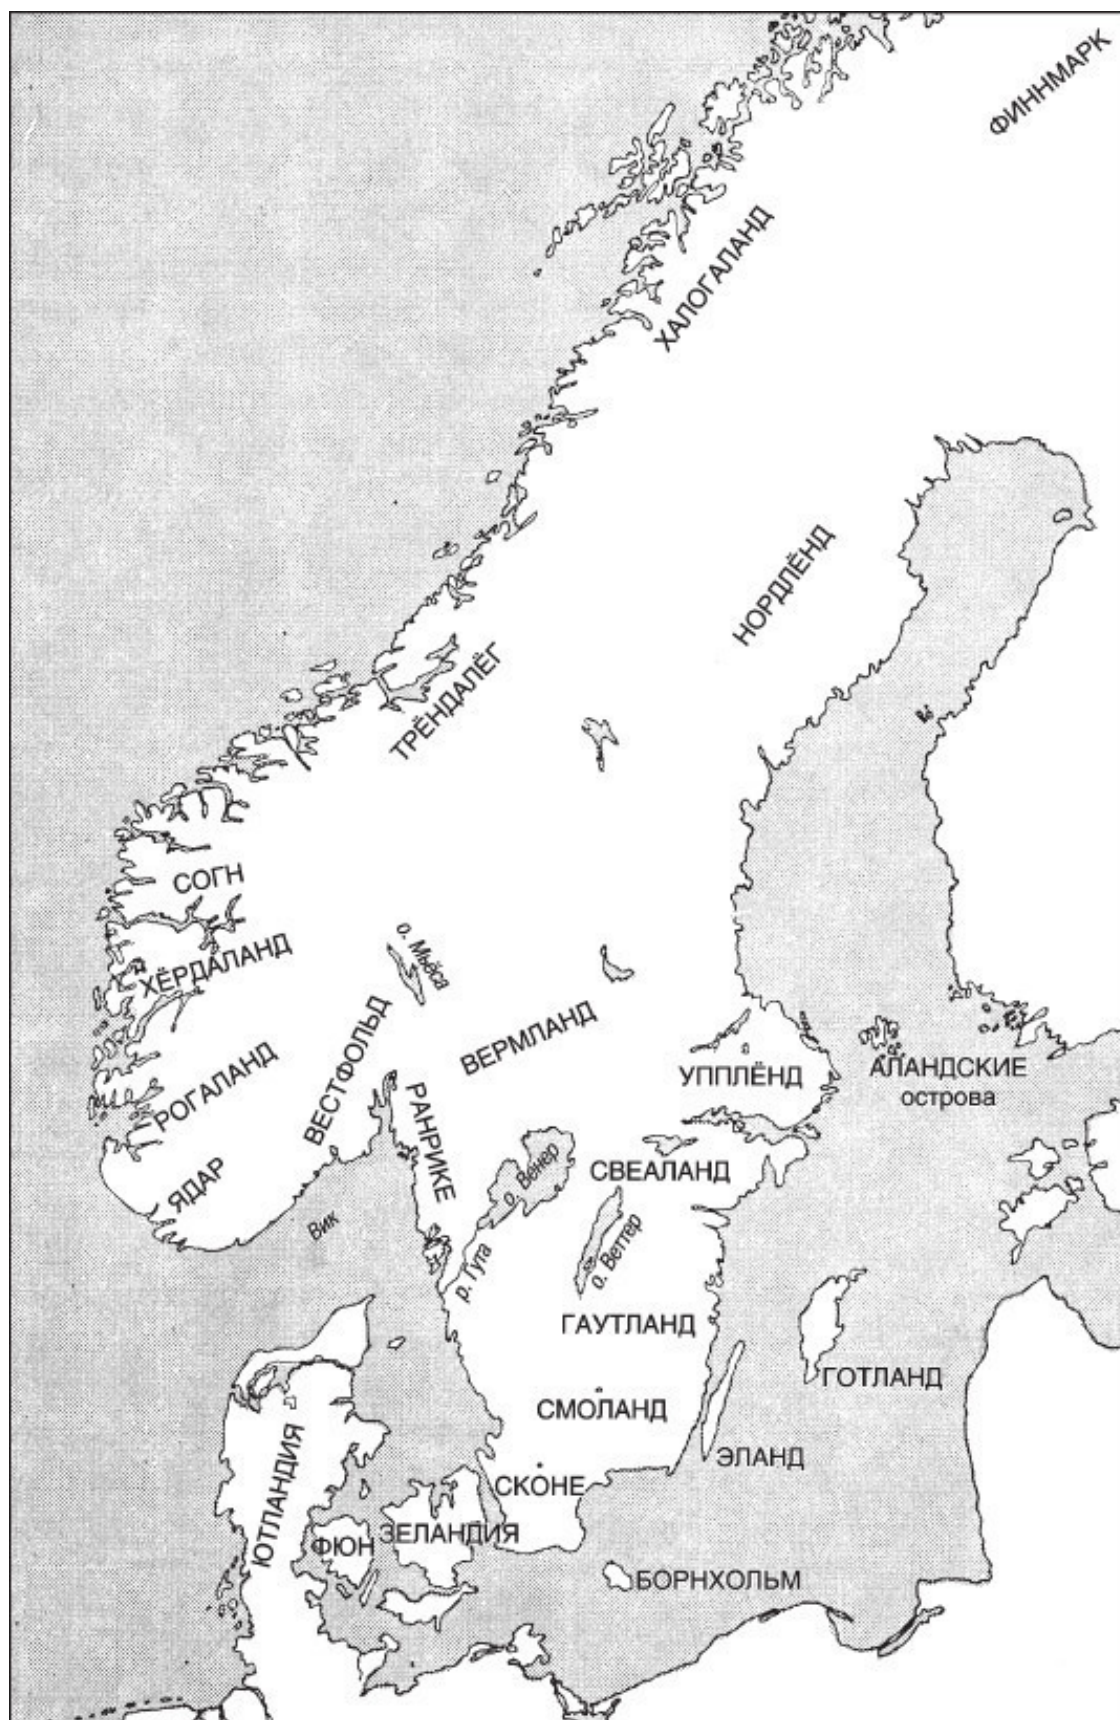 ФИННМАРК
ХАЛОГАЛАНД
НОРДЛЁНД
ТРЁНДАЛЁГ
СОГН
о. Мьёса
ХЁРДАЛАНД
ВЕСТФОЛЬД
ВЕРМЛАНД
РОГАЛАНД
РАНРИКЕ
УППЛЁНД
АЛАНДСКИЕ
острова
ЯДАР
Вик
о. Венер
СВЕАЛАНД
р. Гута
о. Веттер
ГАУТЛАНД
ГОТЛАНД
СМОЛАНД
ЭЛАНД
ЮТЛАНДИЯ
СКОНЕ
ФЮН
ЗЕЛАНДИЯ
БОРНХОЛЬМ